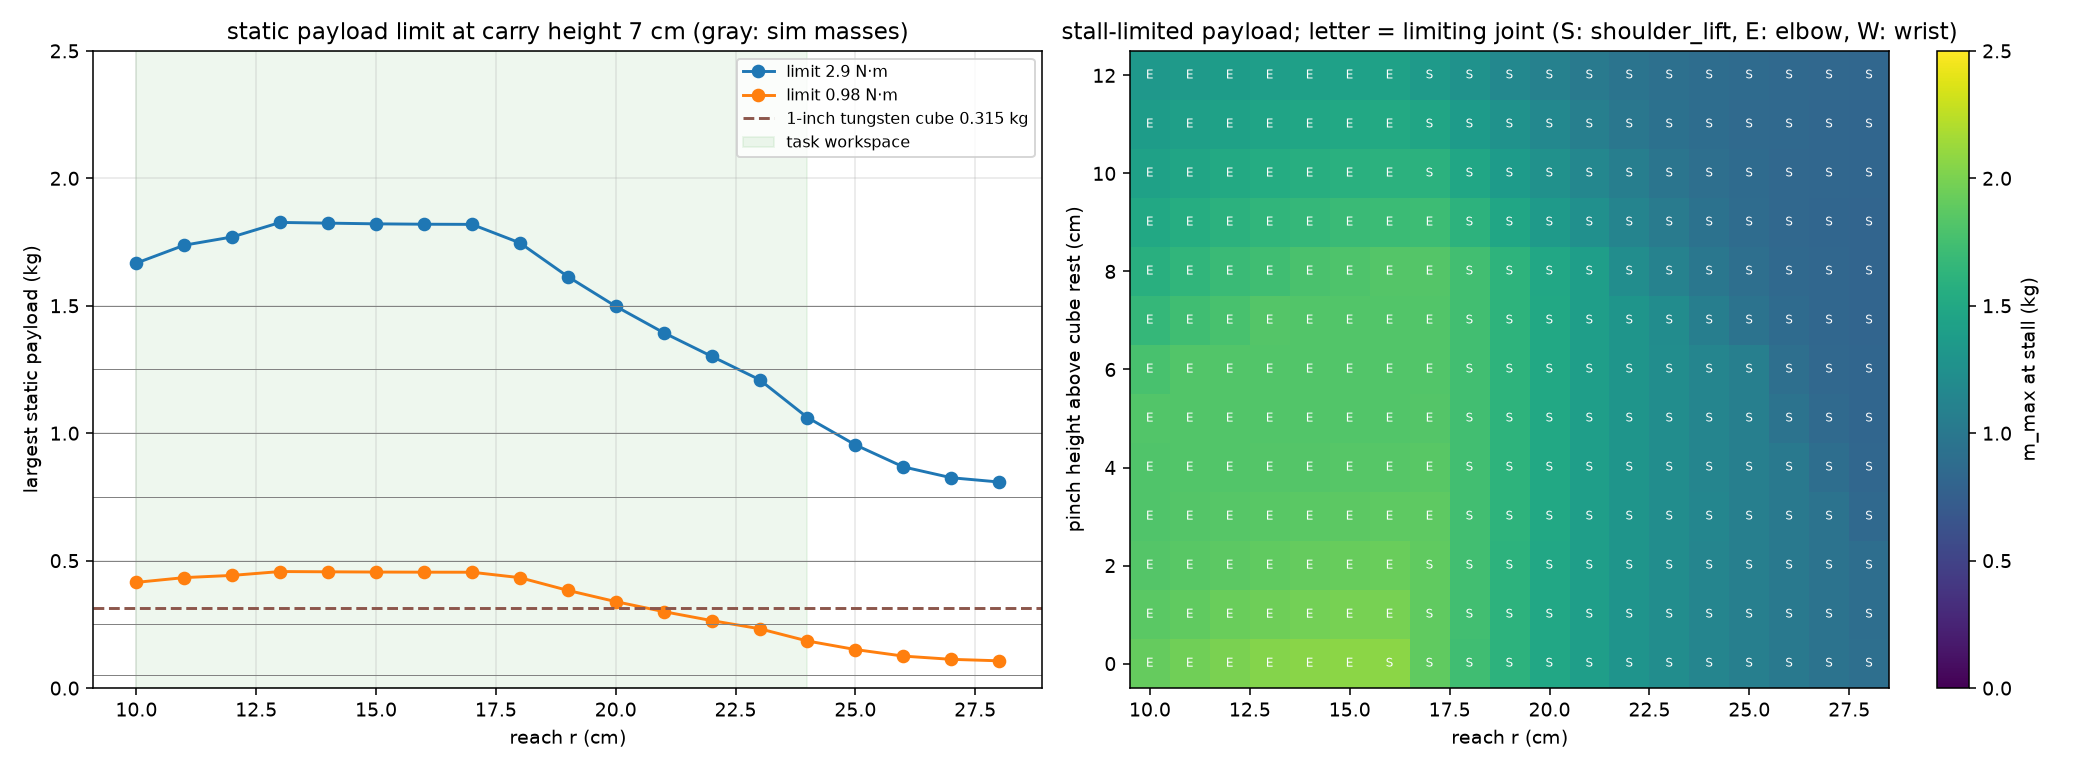 static payload limit at carry height 7 cm (gray: sim masses)
largest static payload (kg)
2.5
2.0
1.5
1.0
0.5
0.0
limit 2.9 N·m
limit 0.98 N·m
1-inch tungsten cube 0.315 kg
task workspace
10.0 12.5 15.0 17.5 20.0 22.5 25.0 27.5
reach r (cm)
stall-limited payload; letter = limiting joint (S: shoulder_lift, E: elbow, W: wrist)
pinch height above cube rest (cm)
12 E E E E E E E S S S S S S S S S S S S
E E E E E E E S S S S S S S S S S S S
10 E E E E E E E S S S S S S S S S S S S
E E E E E E E E S S S S S S S S S S S
8 E E E E E E E E S S S S S S S S S S S
E E E E E E E E S S S S S S S S S S S
6 E E E E E E E E S S S S S S S S S S S
E E E E E E E E S S S S S S S S S S S
4 E E E E E E E E S S S S S S S S S S S
E E E E E E E E S S S S S S S S S S S
2 E E E E E E E S S S S S S S S S S S S
E E E E E E E S S S S S S S S S S S S
0 E E E E E E S S S S S S S S S S S S S
10.0 12.5 15.0 17.5 20.0 22.5 25.0 27.5
reach r (cm)
2.5
2.0
1.5
1.0
0.5
0.0
m_max at stall (kg)